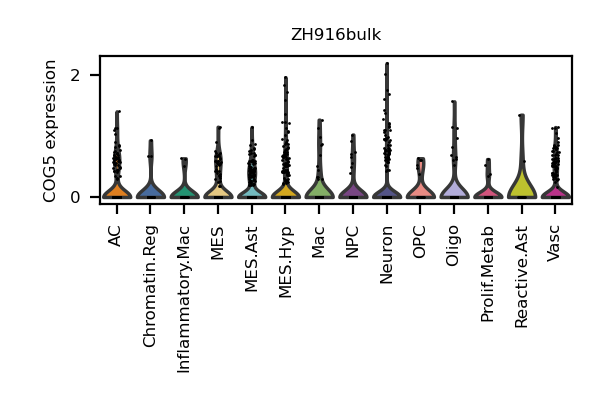 ZH916bulk
COG5 expression
2
0
AC
Chromatin.Reg
Inflammatory.Mac
MES
MES.Ast
MES.Hyp
Mac
NPC
Neuron
OPC
Oligo
Prolif.Metab
Reactive.Ast
Vasc